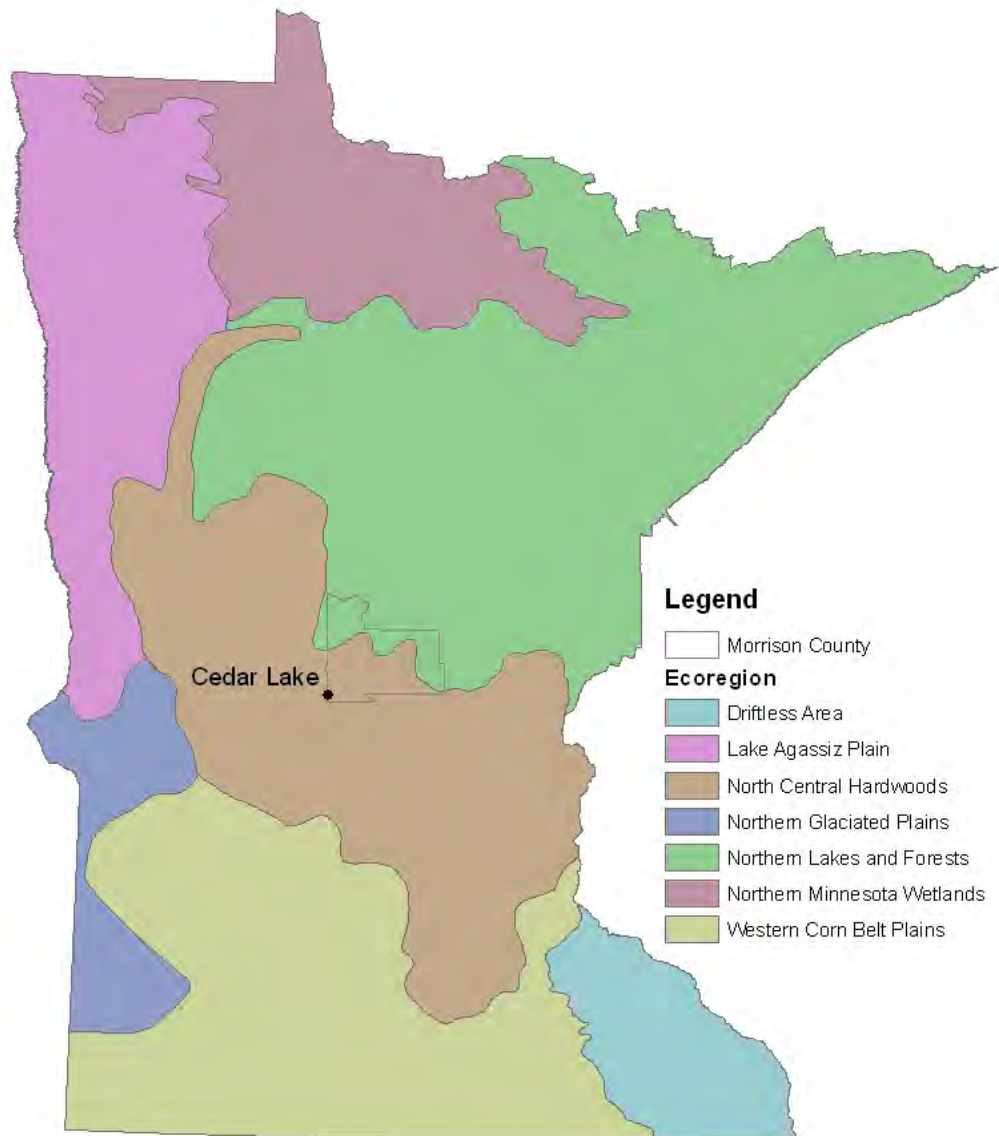 Cedar Lake
Legend
Morrison County
Ecoregion
Driftless Area
Lake Agassiz Plain
North Central Hardwoods
Northern Glaciated Plains
Northern Lakes and Forests
Northern Minnesota Wetlands
Western Corn Belt Plains